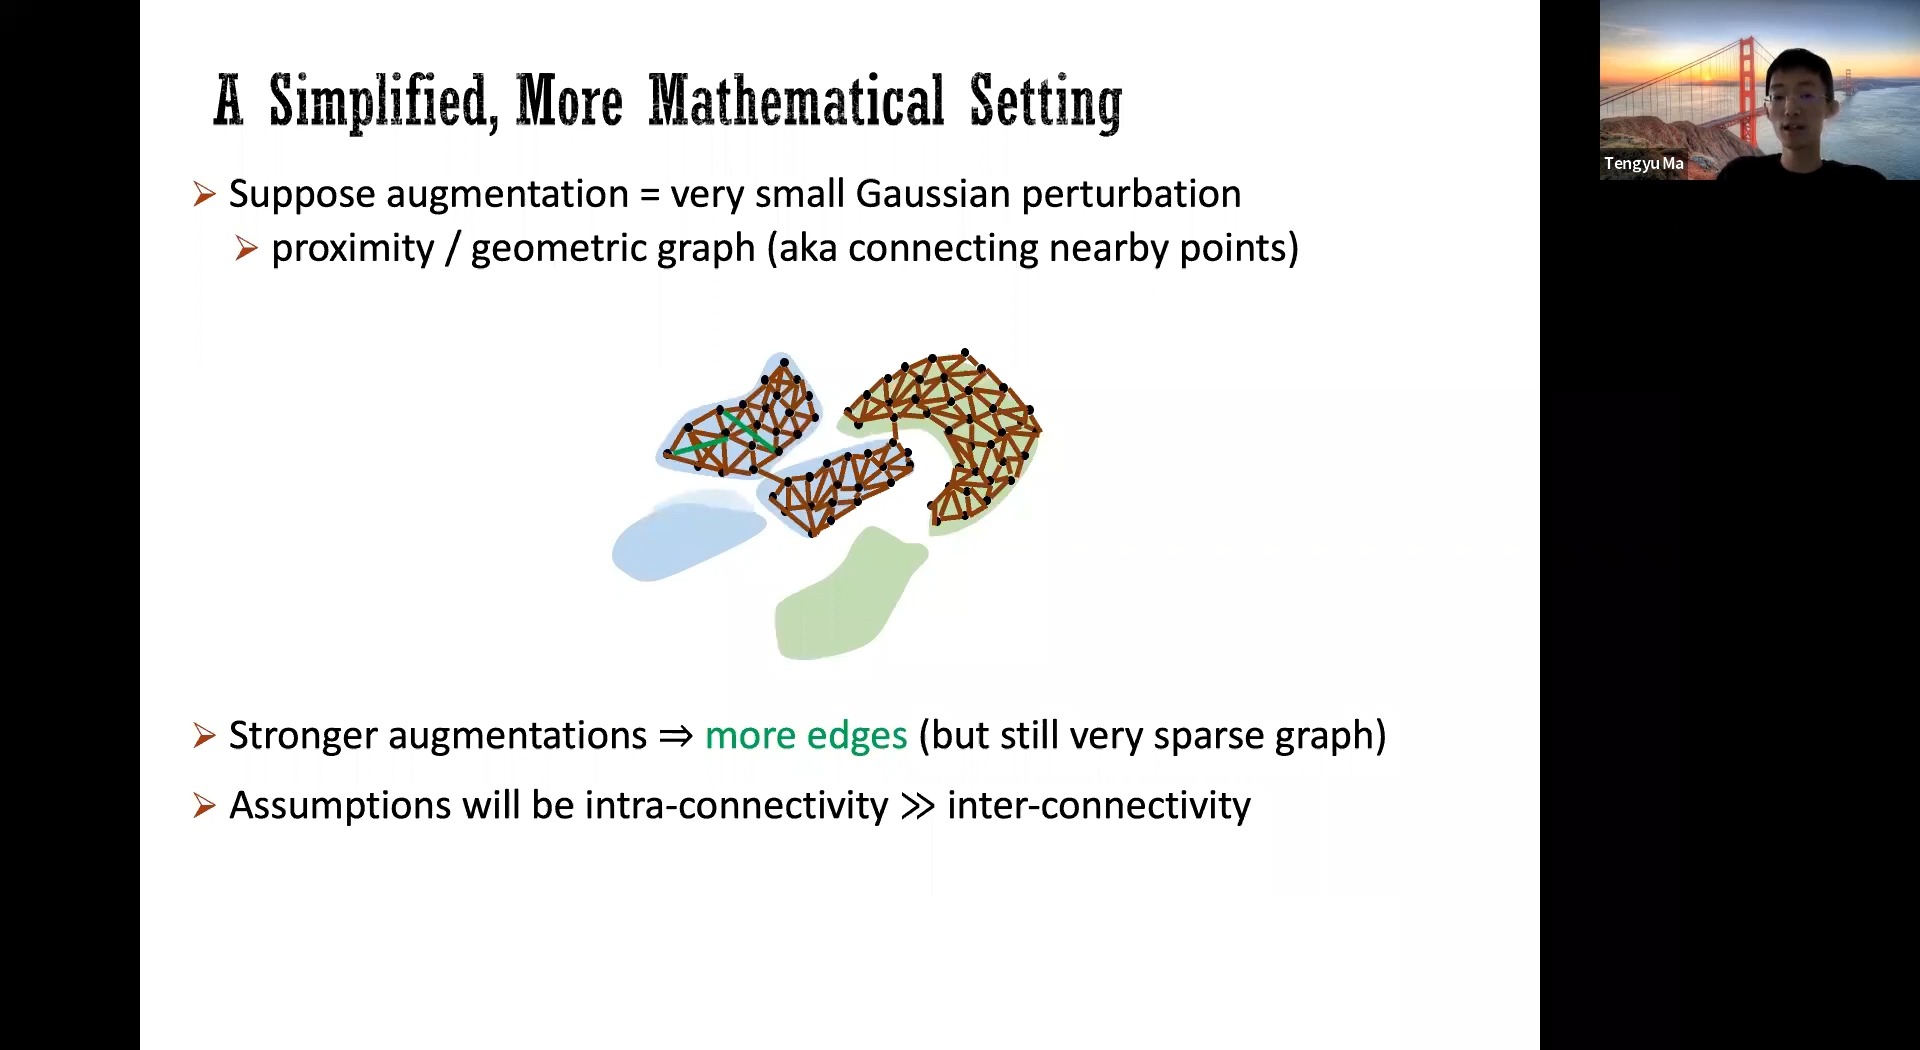 A Simplified, More Mathematical Setting
Suppose augmentation = very small Gaussian perturbation
proximity / geometric graph (aka connecting nearby points)
Stronger augmentations ⇒ more edges (but still very sparse graph)
Assumptions will be intra-connectivity ≫ inter-connectivity
Tengyu Ma